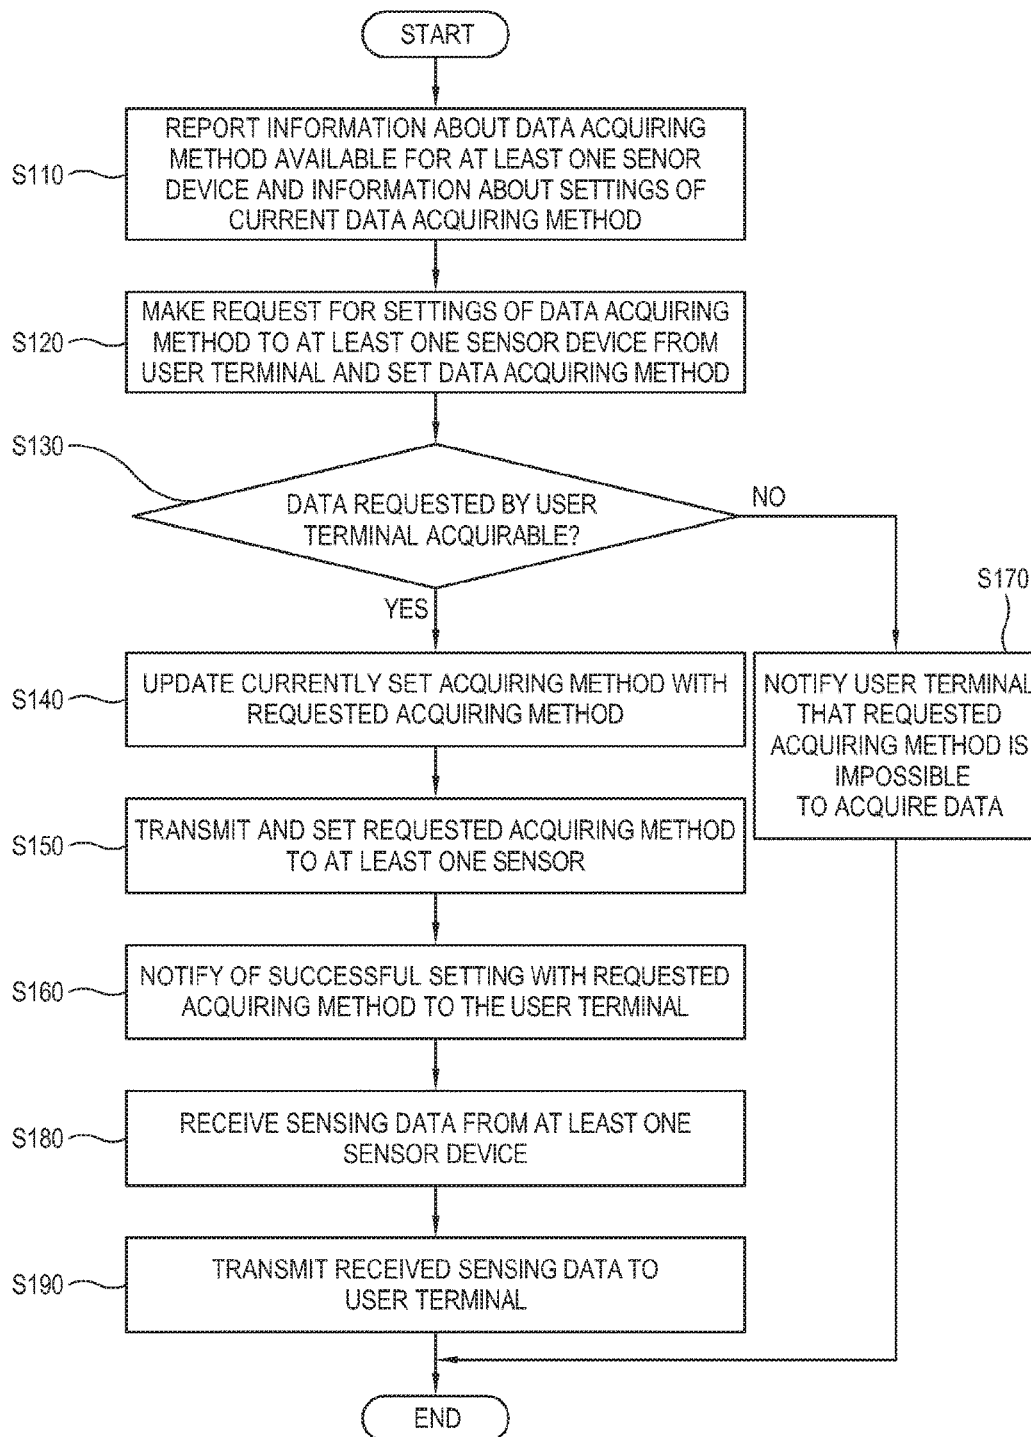 START
S110
REPORT INFORMATION ABOUT DATA ACQUIRING
METHOD AVAILABLE FOR AT LEAST ONE SENOR
DEVICE AND INFORMATION ABOUT SETTINGS OF
CURRENT DATA ACQUIRING METHOD
S120
MAKE REQUEST FOR SETTINGS OF DATA ACQUIRING
METHOD TO AT LEAST ONE SENSOR DEVICE FROM
USER TERMINAL AND SET DATA ACQUIRING METHOD
S130
DATA REQUESTED BY USER
TERMINAL ACQUIRABLE?
NO
YES
S170
NOTIFY USER TERMINAL
THAT REQUESTED
ACQUIRING METHOD IS
IMPOSSIBLE
TO ACQUIRE DATA
S140
UPDATE CURRENTLY SET ACQUIRING METHOD WITH
REQUESTED ACQUIRING METHOD
S150
TRANSMIT AND SET REQUESTED ACQUIRING METHOD
TO AT LEAST ONE SENSOR
S160
NOTIFY OF SUCCESSFUL SETTING WITH REQUESTED
ACQUIRING METHOD TO THE USER TERMINAL
S180
RECEIVE SENSING DATA FROM AT LEAST ONE
SENSOR DEVICE
S190
TRANSMIT RECEIVED SENSING DATA TO
USER TERMINAL
END